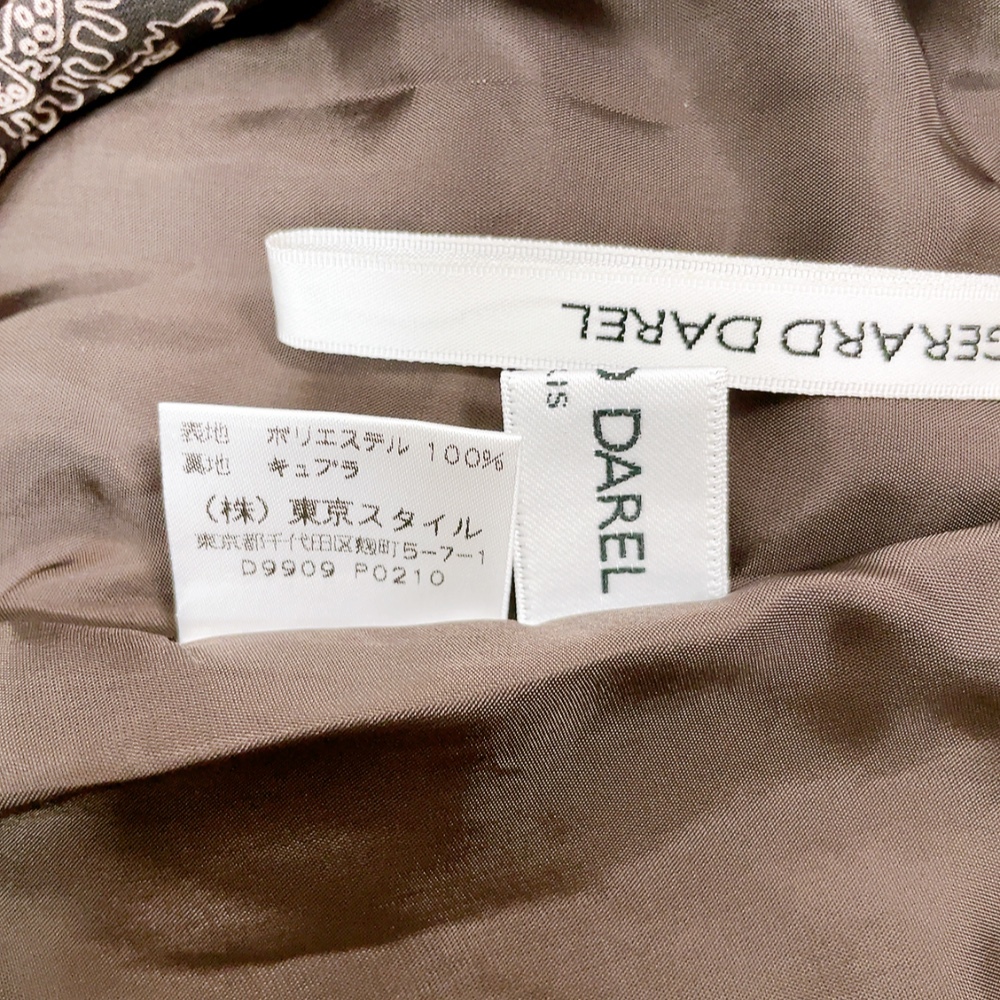 GERARD DAREL
IS
D DAREL
表地 ポリエステル 100%
裏地 キュプラ
(株) 東京スタイル
東京都千代田区麹町5-7-1
D9909 P0210